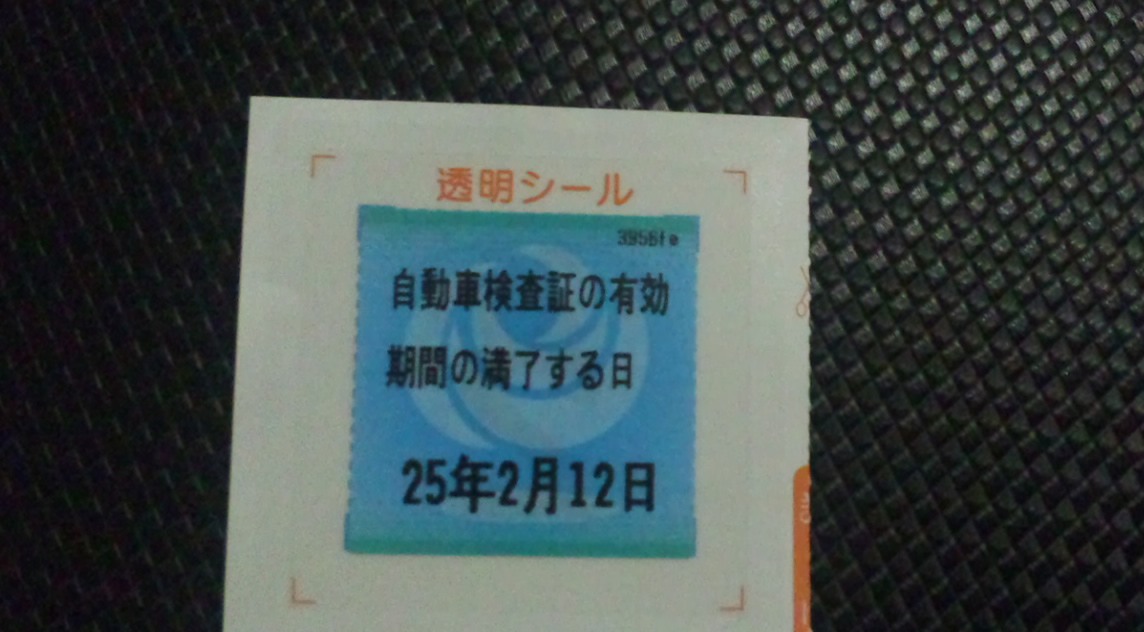 透明シール
3956fe
自動車検査証の有効
期間の満了する日
25年2月12日